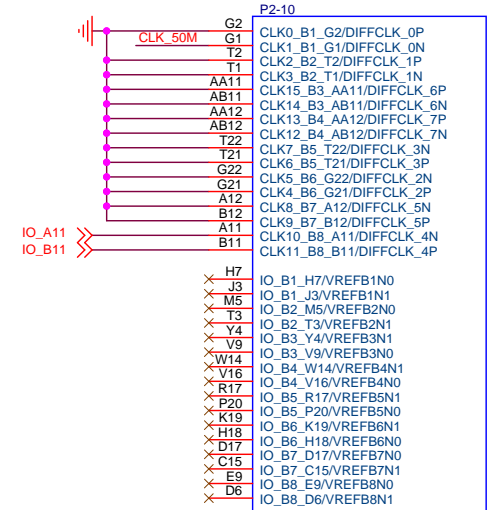 P2-10
G2 CLK0_B1_G2/DIFFCLK_0P
CLK_50M G1 CLK1_B1_G1/DIFFCLK_0N
T2 CLK2_B2_T2/DIFFCLK_1P
T1 CLK3_B2_T1/DIFFCLK_1N
AA11 CLK15_B3_AA11/DIFFCLK_6P
AB11 CLK14_B3_AB11/DIFFCLK_6N
AA12 CLK13_B4_AA12/DIFFCLK_7P
AB12 CLK12_B4_AB12/DIFFCLK_7N
T22 CLK7_B5_T22/DIFFCLK_3N
T21 CLK6_B5_T21/DIFFCLK_3P
G22 CLK5_B6_G22/DIFFCLK_2N
G21 CLK4_B6_G21/DIFFCLK_2P
A12 CLK8_B7_A12/DIFFCLK_5N
B12 CLK9_B7_B12/DIFFCLK_5P
IO_A11 A11 CLK10_B8_A11/DIFFCLK_4N
IO_B11 B11 CLK11_B8_B11/DIFFCLK_4P
H7 IO_B1_H7/VREFB1N0
J3 IO_B1_J3/VREFB1N1
M5 IO_B2_M5/VREFB2N0
T3 IO_B2_T3/VREFB2N1
Y4 IO_B3_Y4/VREFB3N1
V9 IO_B3_V9/VREFB3N0
W14 IO_B4_W14/VREFB4N1
V16 IO_B4_V16/VREFB4N0
R17 IO_B5_R17/VREFB5N1
P20 IO_B5_P20/VREFB5N0
K19 IO_B6_K19/VREFB6N1
H18 IO_B6_H18/VREFB6N0
D17 IO_B7_D17/VREFB7N0
C15 IO_B7_C15/VREFB7N1
E9 IO_B8_E9/VREFB8N0
D6 IO_B8_D6/VREFB8N1